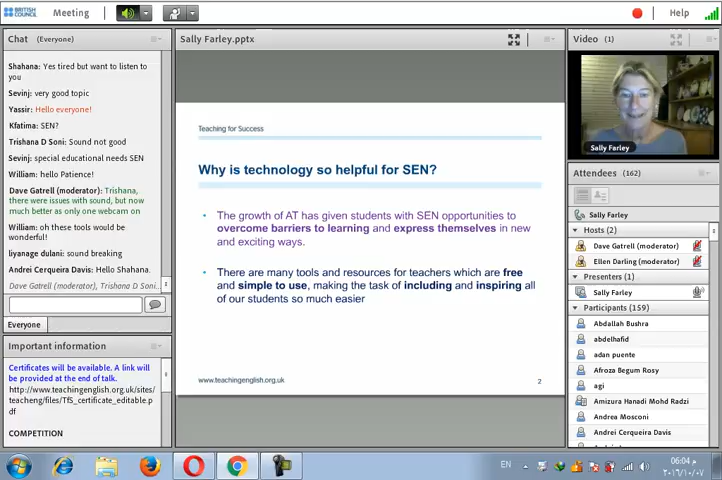 BRITISH
COUNCIL
Meeting
Help
Chat (Everyone)
Shahana: Yes tired but want to listen to
you
Sevinj: very good topic
Yassir: Hello everyone!
Kfatima: SEN?
Trishana D Soni: Sound not good
Sevinj: special educational needs SEN
William: hello Patience!
Dave Gatrell (moderator): Trishana,
there were issues with sound, but now
much better as only one webcam on
William: oh these tools would be
wonderful!
liyanage dulani: sound breaking
Andrei Cerqueira Davis: Hello Shahana.
Dave Gatrell (moderator), Trishana D Soni...
Everyone
Important information
Certificates will be available. A link will
be provided at the end of talk.
http://www.teachingenglish.org.uk/sites/
teacheng/files/TfS_certificate_editable.p
df
COMPETITION
Sally Farley.pptx
Teaching for Success
Why is technology so helpful for SEN?
• The growth of AT has given students with SEN opportunities to
overcome barriers to learning and express themselves in new
and exciting ways.
• There are many tools and resources for teachers which are free
and simple to use, making the task of including and inspiring all
of our students so much easier
www.teachingenglish.org.uk
2
Video (1)
Sally Farley
Attendees (162)
Sally Farley
Hosts (2)
Dave Gatrell (moderator)
Ellen Darling (moderator)
Presenters (1)
Sally Farley
Participants (159)
Abdallah Bushra
abdelhafid
adan puente
Afroza Begum Rosy
agi
Amizura Hanadi Mohd Radzi
Andrea Mosconi
Andrei Cerqueira Davis
EN
06:04 م
٢٠١٦/١٠/٠٧